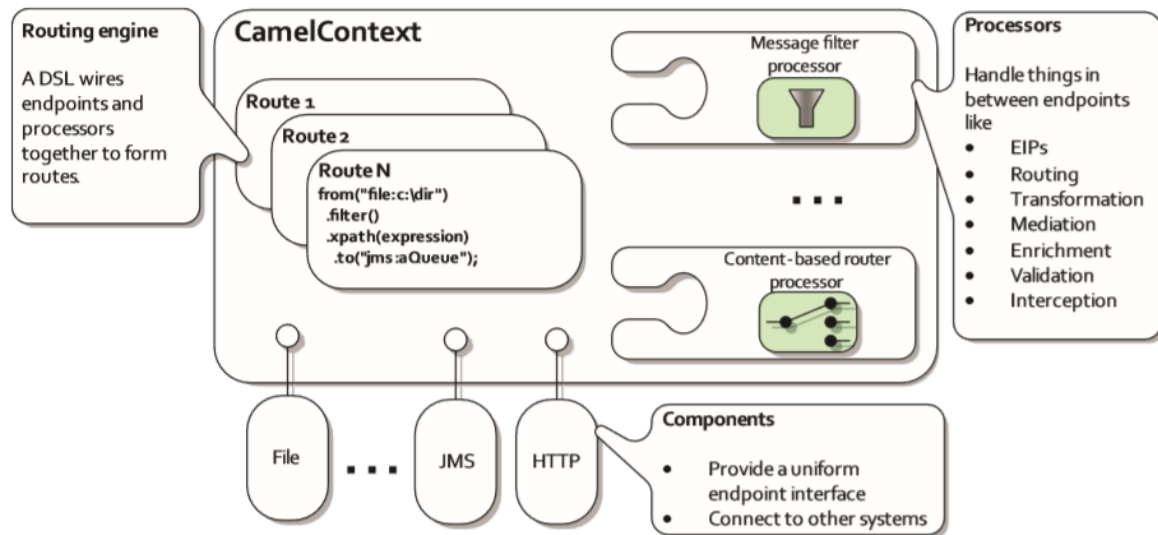 Routing engine
A DSL wires
endpoints and
processors
together to form
routes.
CamelContext
Route 1
Route 2
Route N
from("file:c:\dir")
.filter()
.xpath(expression)
.to("jms:aQueue");
Message filter
processor
Content-based router
processor
Processors
Handle things in
between endpoints
like
• EIPs
• Routing
• Transformation
• Mediation
• Enrichment
• Validation
• Interception
File
JMS
HTTP
Components
• Provide a uniform
endpoint interface
• Connect to other systems